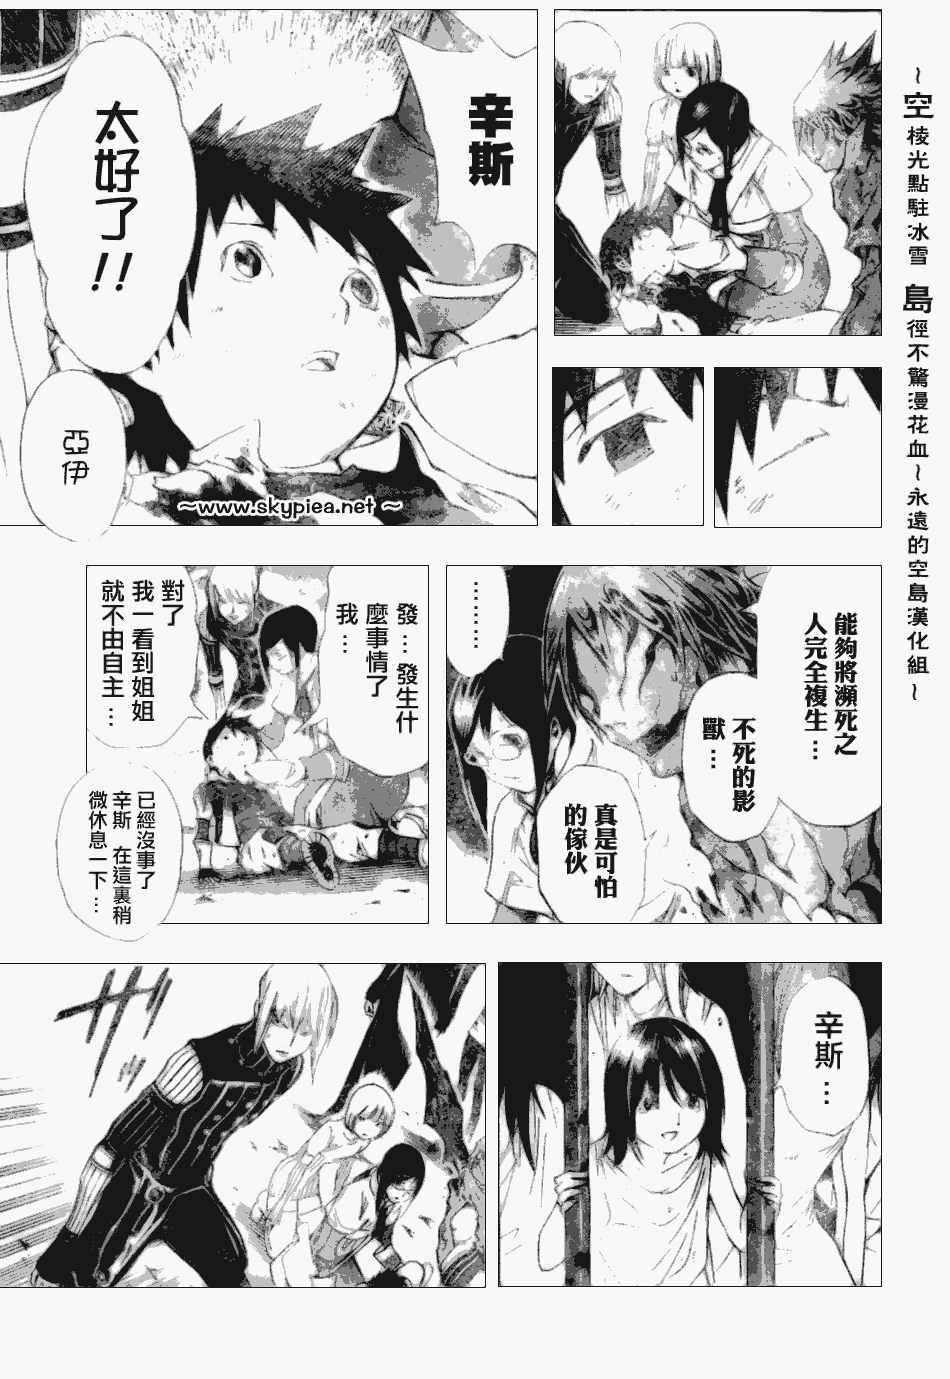 ~空棱光點駐冰雪 島徑不驚漫花血~永遠的空島漢化組~
辛斯
太好了!!
亞伊
~www.skypiea.net ~
能夠將瀕死之
人完全複生…
不死的影
獸…
真是可怕
的傢伙
………
發…發生什
麼事情了
我…
對了
我一看到姐姐
就不由自主…
已經沒事了
辛斯 在這裏稍
微休息一下…
辛斯…
ザッ